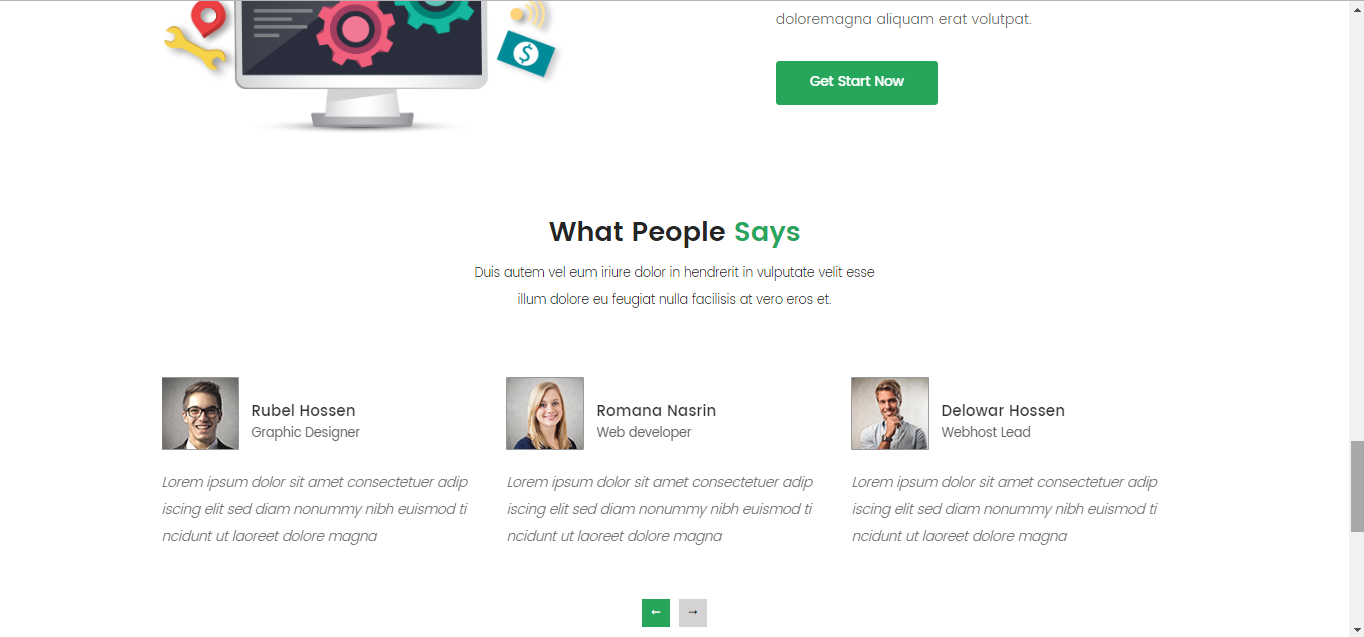 doloremagna aliquam erat volutpat.
Get Start Now
$
What People Says
Duis autem vel eum iriure dolor in hendrerit in vulputate velit esse
illum dolore eu feugiat nulla facilisis at vero eros et.
Rubel Hossen
Graphic Designer
Lorem ipsum dolor sit amet consectetuer adip
iscing elit sed diam nonummy nibh euismod ti
ncidunt ut laoreet dolore magna
Romana Nasrin
Web developer
Lorem ipsum dolor sit amet consectetuer adip
iscing elit sed diam nonummy nibh euismod ti
ncidunt ut laoreet dolore magna
Delowar Hossen
Webhost Lead
Lorem ipsum dolor sit amet consectetuer adip
iscing elit sed diam nonummy nibh euismod ti
ncidunt ut laoreet dolore magna
← →